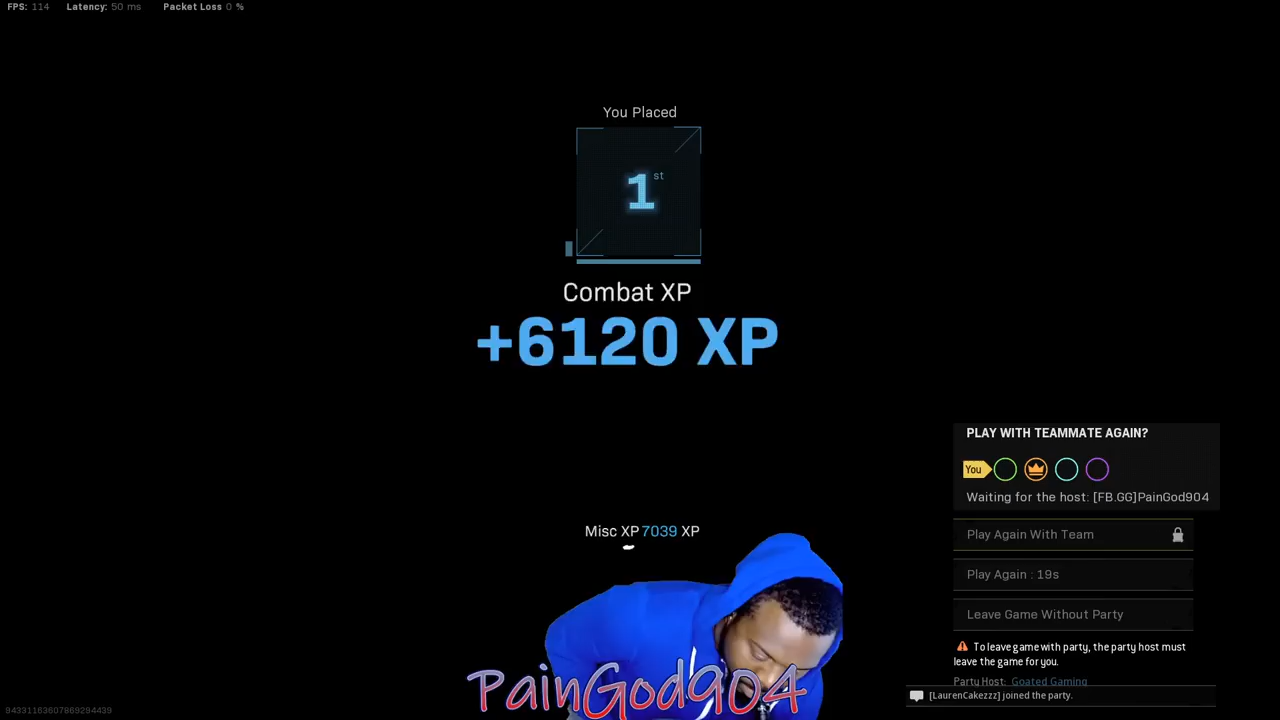 FPS: 114 Latency: 50 ms Packet Loss 0 %
You Placed
1st
Combat XP
+6120 XP
PLAY WITH TEAMMATE AGAIN?
You
Waiting for the host: [FB.GG]PainGod904
Misc XP 7039 XP
Play Again With Team
Play Again : 19s
Leave Game Without Party
To leave game with party, the party host must
leave the game for you.
Party Host: Goated Gaming
[LaurenCakezzz] joined the party.
PainGod904
94331163607869294439